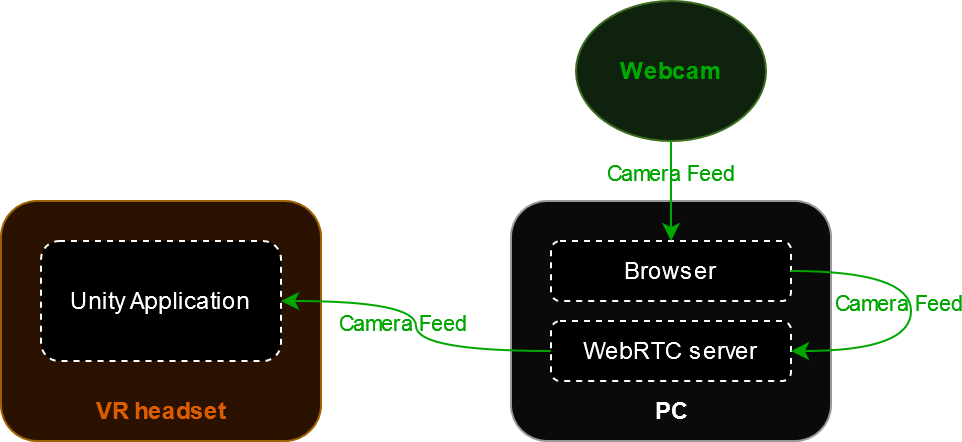 Webcam
Camera Feed
Browser
Unity Application
Camera Feed
Camera Feed
WebRTC server
VR headset
PC